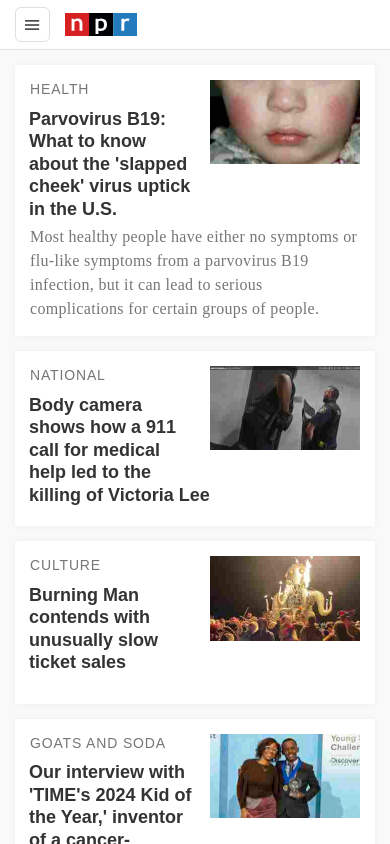 npr
HEALTH
Parvovirus B19:
What to know
about the 'slapped
cheek' virus uptick
in the U.S.
Most healthy people have either no symptoms or
flu-like symptoms from a parvovirus B19
infection, but it can lead to serious
complications for certain groups of people.
NATIONAL
Body camera
shows how a 911
call for medical
help led to the
killing of Victoria Lee
CULTURE
Burning Man
contends with
unusually slow
ticket sales
GOATS AND SODA
Our interview with
'TIME's 2024 Kid of
the Year,' inventor
of a cancer-
Young
Challen
Discover